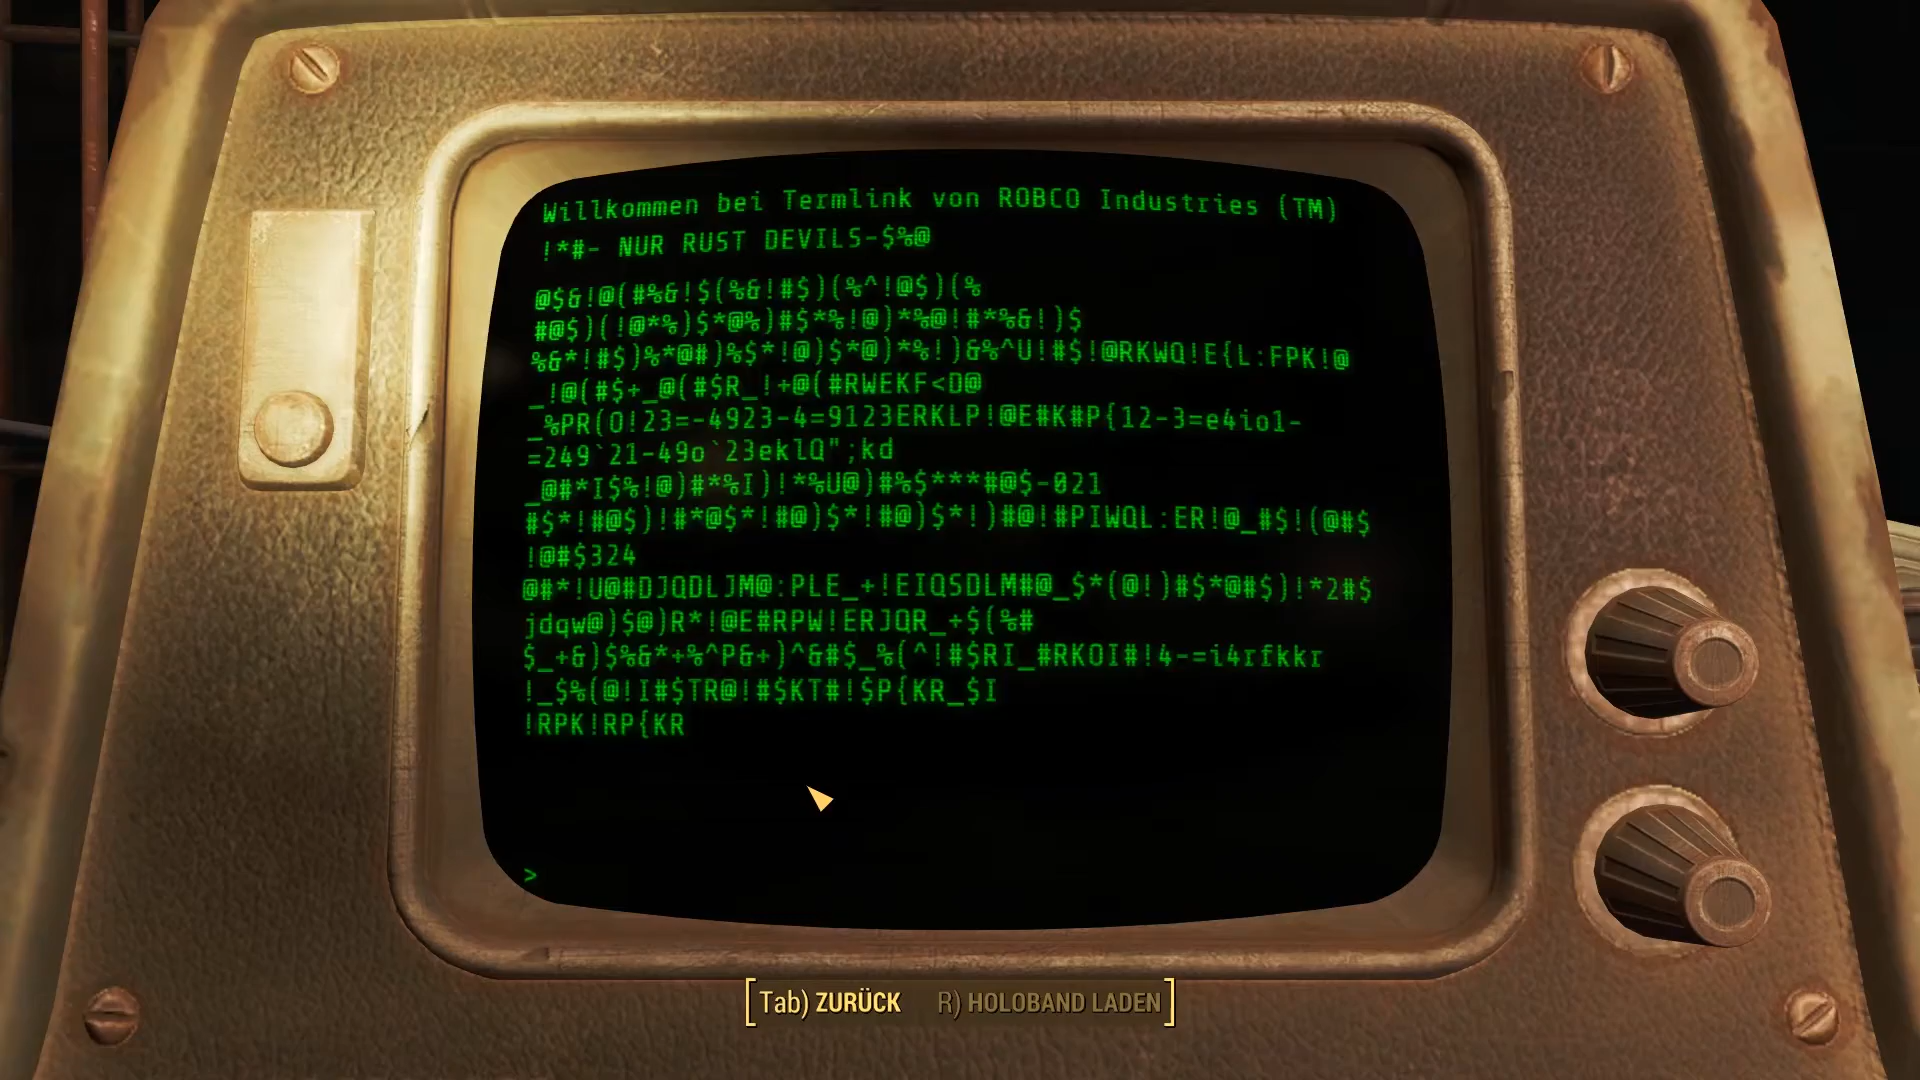 Willkommen bei Termlink von ROBCO Industries (TM)
!*#- NUR RUST DEVILS-$%@
@$&!@(#%&!$(%&!#$)(%^!@$)(%
#@$)(!@*%)$*@%)#$*%!@)*%@!#*%&!)$
%&*!#$)%*@#)%$*!@)$*@)*%!)&%^U!#$!@RKWQ!E{L:FPK!@
_!@(#$+_@(#$R_!+@(#RWEKF<D@
_%PR(O!23=-4923-4=9123ERKLP!@E#K#P{12-3=e4io1-
=249`21-49o`23eklQ";kd
_@#*I$%!@)#*%I)!*%U@)#%$***#@$-021
#$*!#@$)!#*@$*!#@)$*!#@)$*!)#@!#PIWQL:ER!@_#$!(@#$
!@#$324
@#*!U@#DJQDLJM@:PLE_+!EIQSDLM#@_$*(@!)#$*@#$)!*2#$
jdqw@)$@)R*!@E#RPW!ERJQR_+$(%#
$_+&)$%&*+%^P&+)^&#$_%(^!#$RI_#RKOI#!4-=i4rfkkr
!_$%(@!I#$TR@!#$KT#!$P{KR_$I
!RPK!RP{KR
>
[Tab) ZURÜCK R) HOLOBAND LADEN]